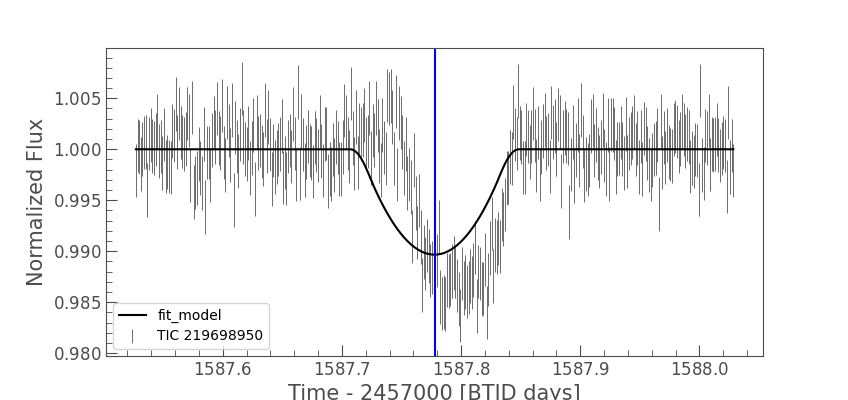 Normalized Flux
1.005
1.000
0.995
0.990
0.985
0.980
fit_model
TIC 219698950
1587.6
1587.7
1587.8
1587.9
1588.0
Time - 2457000 [BTJD days]